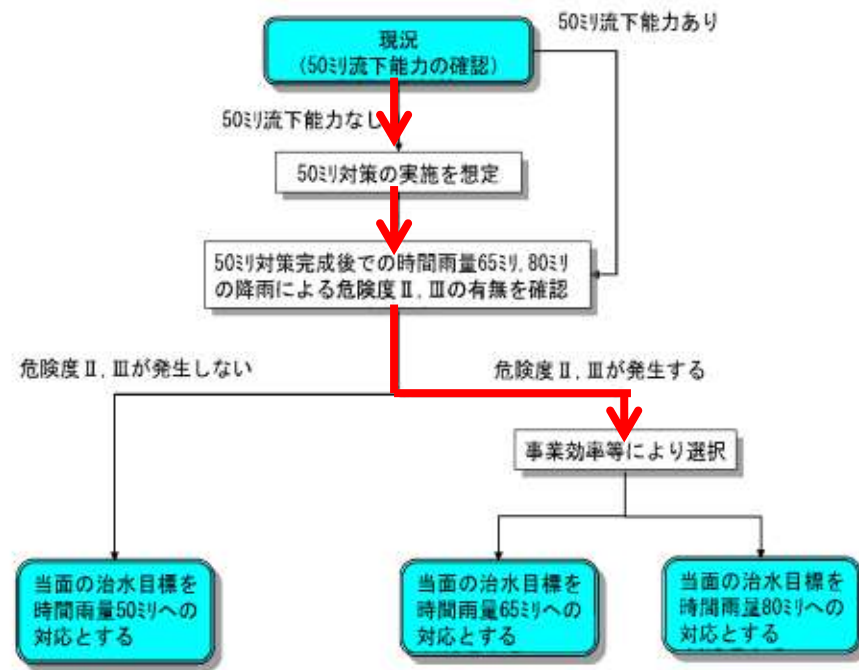 50ミリ流下能力あり
現況
(50ミリ流下能力の確認)
50ミリ流下能力なし
50ミリ対策の実施を想定
50ミリ対策完成後での時間雨量65ミリ,80ミリ
の降雨による危険度Ⅱ,Ⅲの有無を確認
危険度Ⅱ,Ⅲが発生しない
危険度Ⅱ,Ⅲが発生する
事業効率等により選択
当面の治水目標を
時間雨量50ミリへの
対応とする
当面の治水目標を
時間雨量65ミリへの
対応とする
当面の治水目標を
時間雨量80ミリへの
対応とする